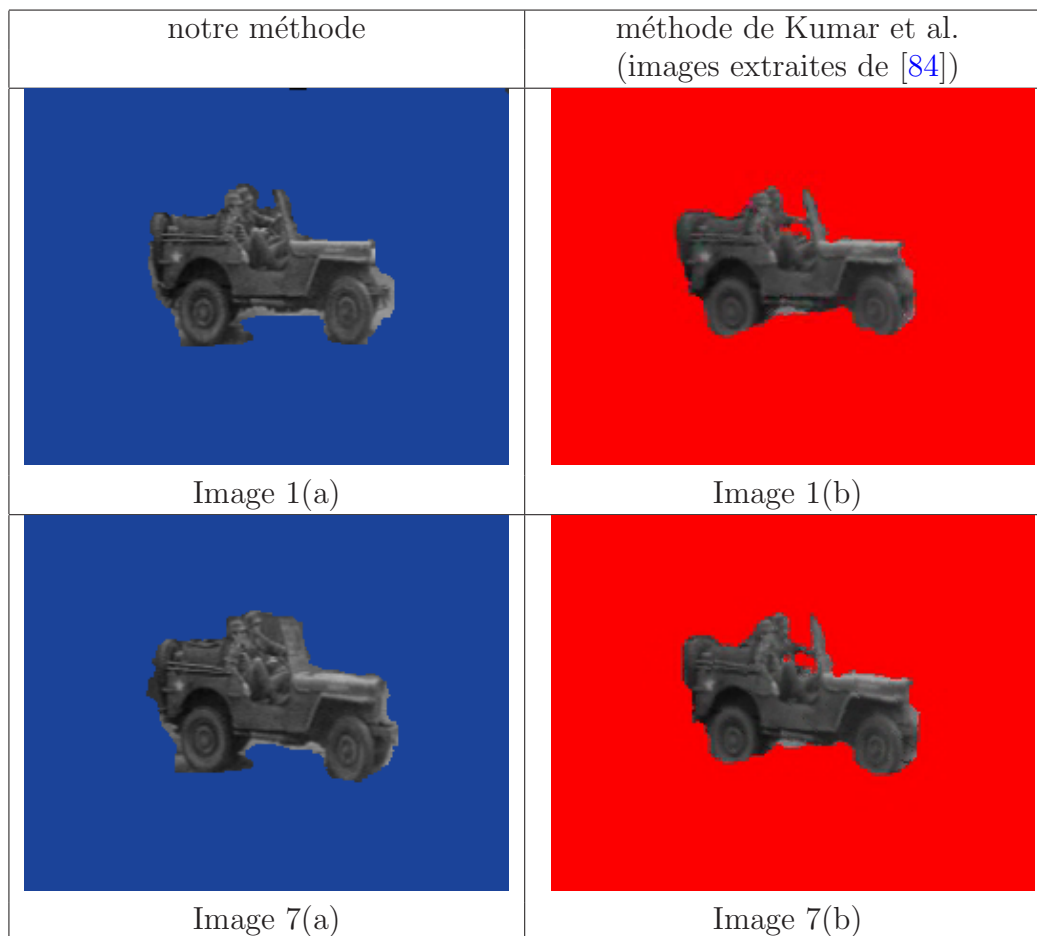 notre méthode
méthode de Kumar et al.
(images extraites de [84])
Image 1(a)
Image 1(b)
Image 7(a)
Image 7(b)